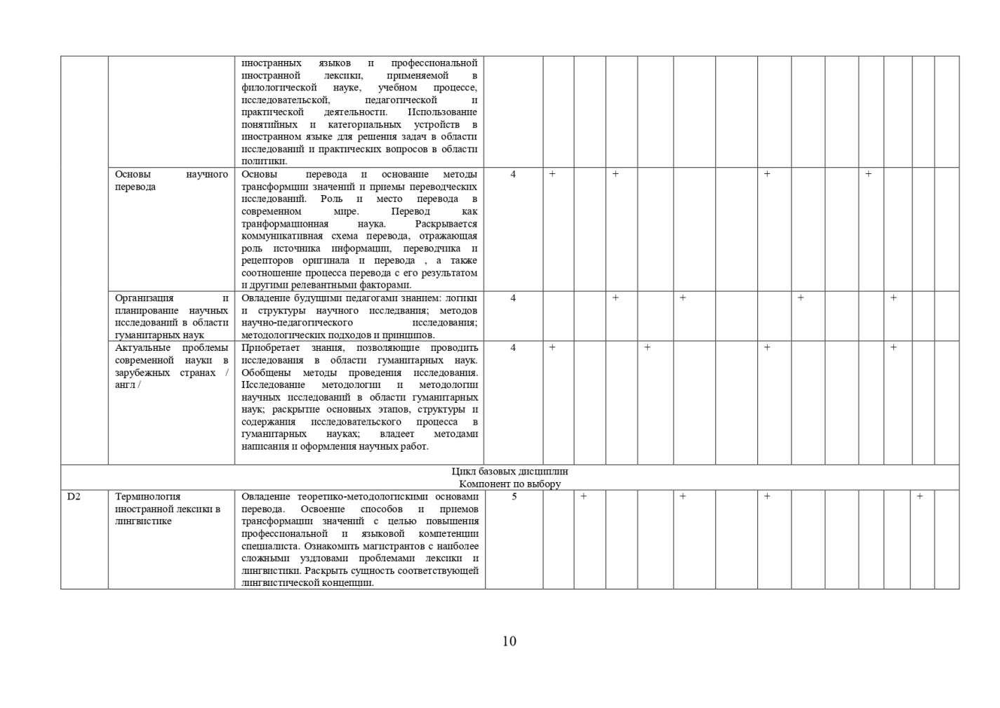 иностранных языков и профессиональной
иностранной лексики, применяемой в
филологической науке, учебном процессе,
исследовательской, педагогической и
практической деятельности. Использование
понятийных и категориальных устройств в
иностранном языке для решения задач в области
исследований и практических вопросов в области
политики.
Основы научного
перевода
Основы перевода и основание методы
трансформции значений и приемы переводческих
исследований. Роль и место перевода в
современном мире. Перевод как
транформационная наука. Раскрывается
коммуникативная схема перевода, отражающая
роль источника информации, переводчика и
рецепторов оригинала и перевода , а также
соотношение процесса перевода с его результатом
и другими релевантными факторами.
4 + + + +
Организация и
планирование научных
исследований в области
гуманитарных наук
Овладение будущими педагогами знанием: логики
и структуры научного исследвания; методов
научно-педагогического исследования;
методологических подходов и принципов.
4 + + + +
Актуальные проблемы
современной науки в
зарубежных странах /
англ /
Приобретает знания, позволяющие проводить
исследования в области гуманитарных наук.
Обобщены методы проведения исследования.
Исследование методологии и методологии
научных исследований в области гуманитарных
наук; раскрытие основных этапов, структуры и
содержания исследовательского процесса в
гуманитарных науках; владеет методами
написания и оформления научных работ.
4 + + + +
Цикл базовых дисциплин
Компонент по выбору
D2
Терминология
иностранной лексики в
лингвистике
Овладение теоретико-методологискими основами
перевода. Освоение способов и приемов
трансформации значений с целью повышения
профессиональной и языковой компетенции
специалиста. Ознакомить магистрантов с наиболее
сложными уздловами проблемами лексики и
лингвистики. Раскрыть сущность соответствующей
лингвистической концепции.
5 + + + +
10